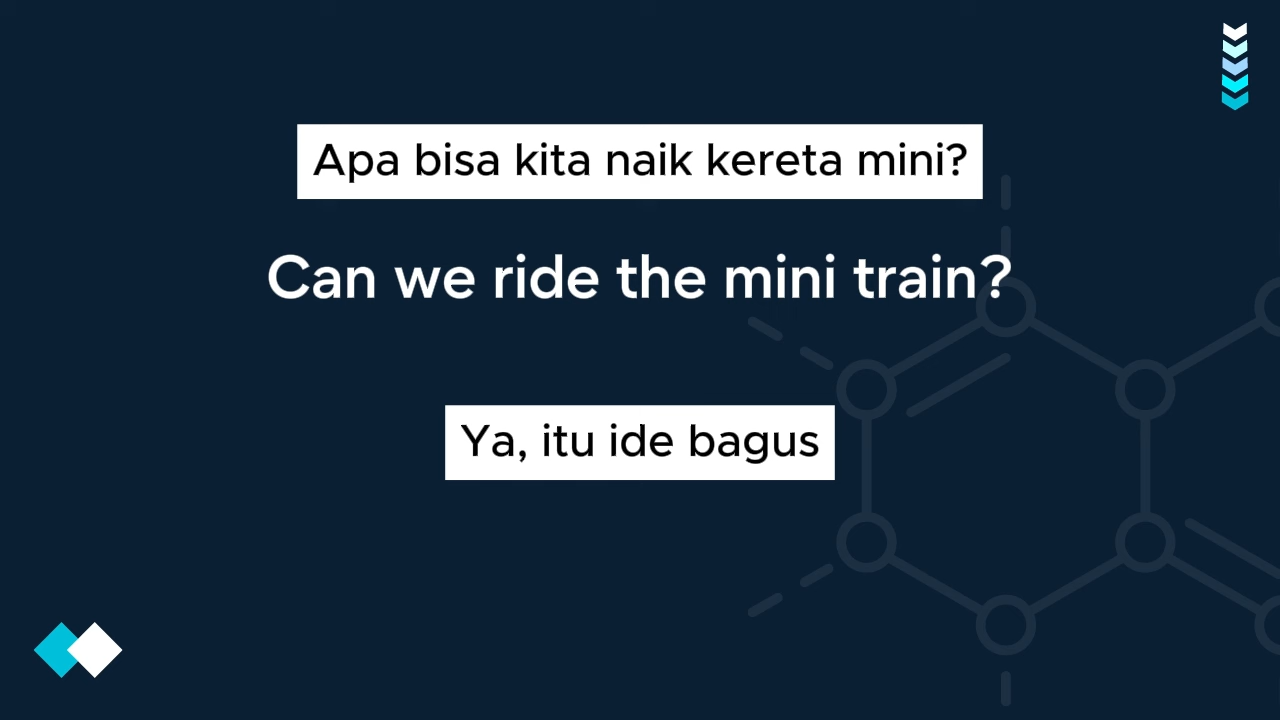 Apa bisa kita naik kereta mini?
Can we ride the mini train?
Ya, itu ide bagus